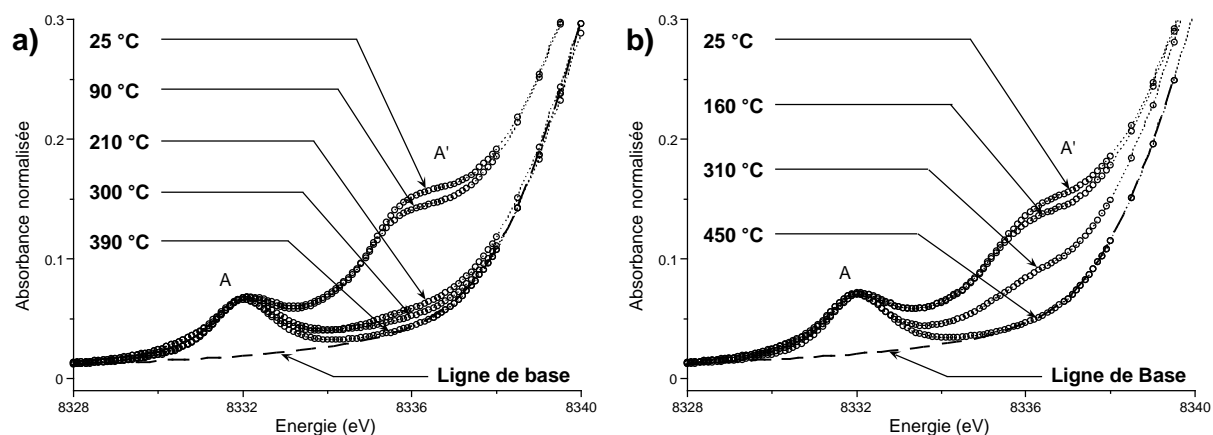 a)
0.3
0.2
0.1
0
Absorbance normalisée
25 °C
90 °C
210 °C
300 °C
390 °C
A'
A
Ligne de base
8328
8332
8336
8340
Energie (eV)
b)
0.3
0.2
0.1
0
Absorbance normalisée
25 °C
160 °C
310 °C
450 °C
A'
A
Ligne de Base
8328
8332
8336
8340
Energie (eV)